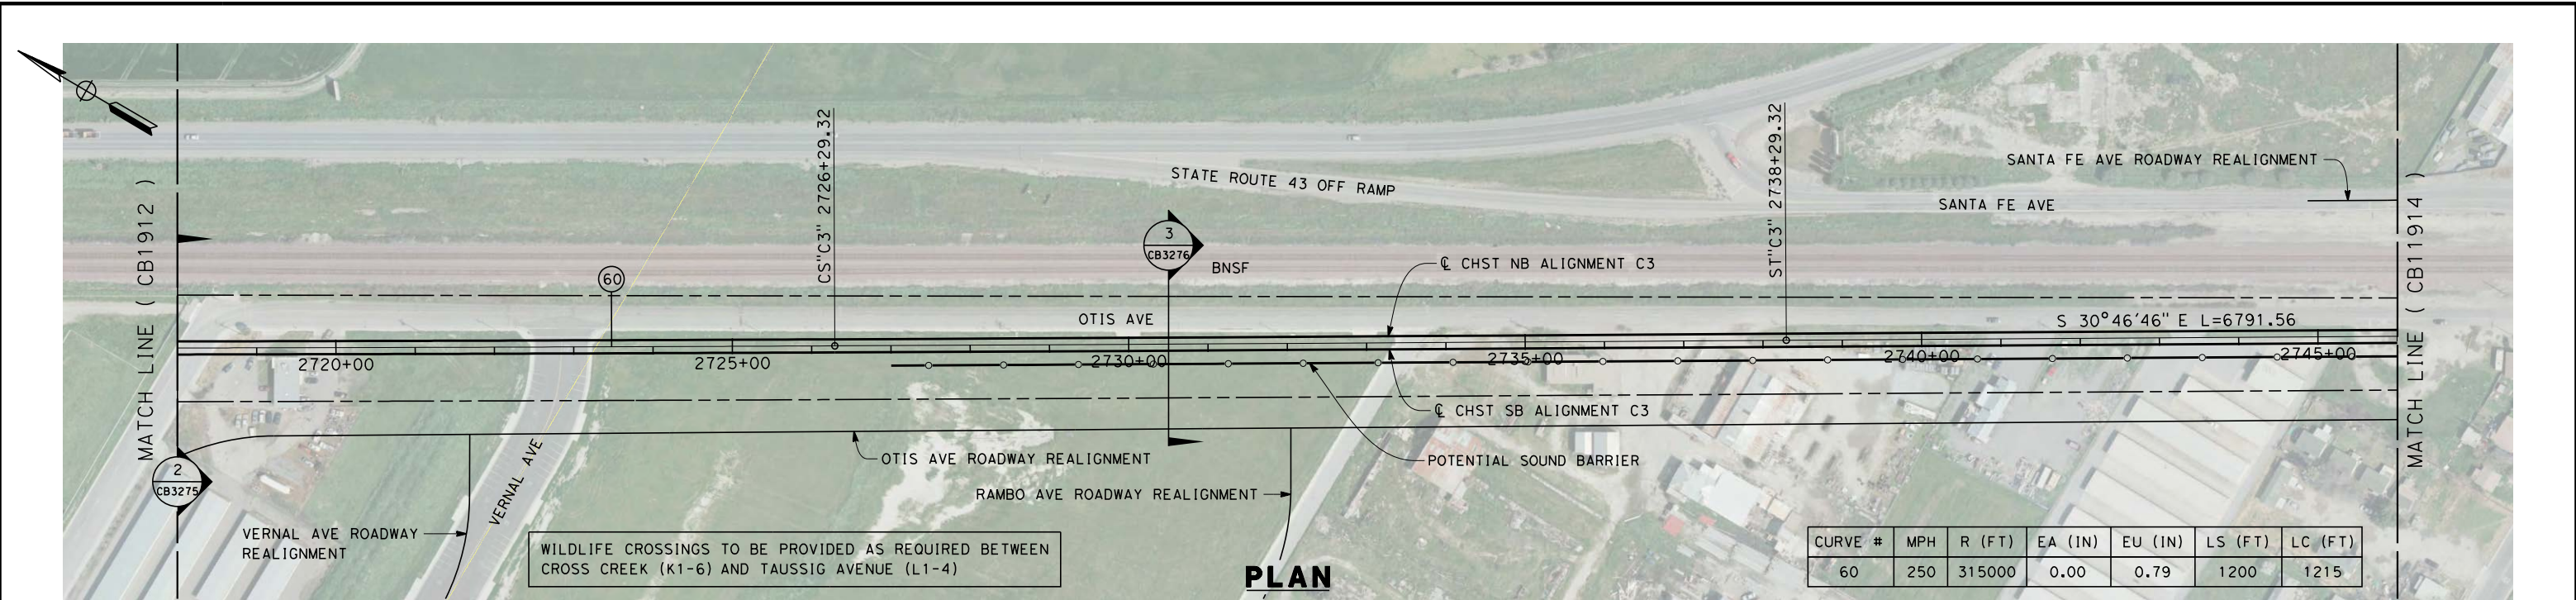 MATCH LINE ( CB1912 )
60
CS"C3" 2726+29.32
STATE ROUTE 43 OFF RAMP
3
CB3276
BNSF
ST"C3" 2738+29.32
SANTA FE AVE ROADWAY REALIGNMENT
SANTA FE AVE
MATCH LINE ( CB11914 )
℄ CHST NB ALIGNMENT C3
OTIS AVE
S 30°46'46" E L=6791.56
2720+00
2725+00
2730+00
2735+00
2740+00
2745+00
℄ CHST SB ALIGNMENT C3
OTIS AVE ROADWAY REALIGNMENT
POTENTIAL SOUND BARRIER
2
CB3275
VERNAL AVE
RAMBO AVE ROADWAY REALIGNMENT
VERNAL AVE ROADWAY
REALIGNMENT
WILDLIFE CROSSINGS TO BE PROVIDED AS REQUIRED BETWEEN
CROSS CREEK (K1-6) AND TAUSSIG AVENUE (L1-4)
PLAN
CURVE # MPH R (FT) EA (IN) EU (IN) LS (FT) LC (FT)
60 250 315000 0.00 0.79 1200 1215